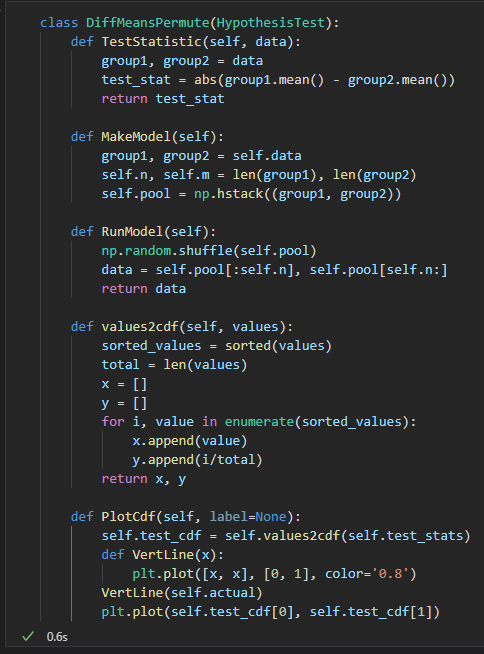 class DiffMeansPermute(HypothesisTest):
    def TestStatistic(self, data):
        group1, group2 = data
        test_stat = abs(group1.mean() - group2.mean())
        return test_stat

    def MakeModel(self):
        group1, group2 = self.data
        self.n, self.m = len(group1), len(group2)
        self.pool = np.hstack((group1, group2))

    def RunModel(self):
        np.random.shuffle(self.pool)
        data = self.pool[:self.n], self.pool[self.n:]
        return data

    def values2cdf(self, values):
        sorted_values = sorted(values)
        total = len(values)
        x = []
        y = []
        for i, value in enumerate(sorted_values):
            x.append(value)
            y.append(i/total)
        return x, y

    def PlotCdf(self, label=None):
        self.test_cdf = self.values2cdf(self.test_stats)
        def VertLine(x):
            plt.plot([x, x], [0, 1], color='0.8')
        VertLine(self.actual)
        plt.plot(self.test_cdf[0], self.test_cdf[1])
✓ 0.6s